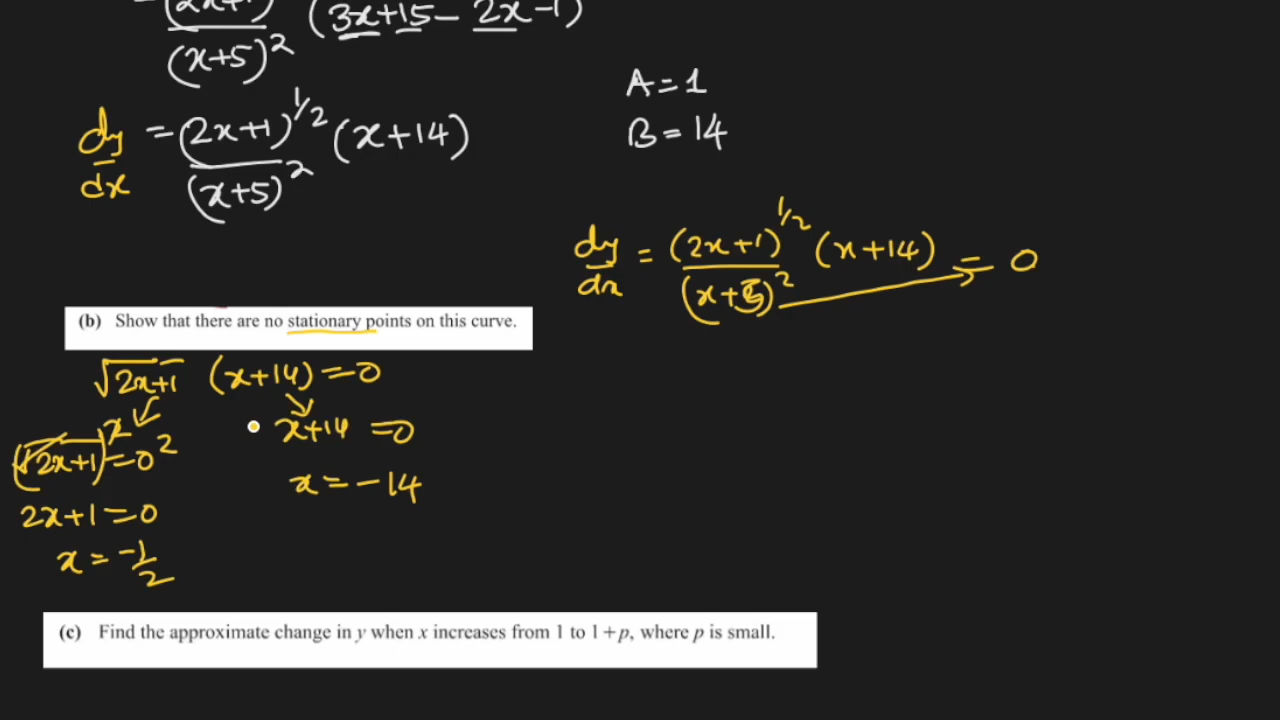 (2x+1) / (x+5)² (3x+15 − 2x−1)
A = 1
B = 14
dy/dx = (2x+1)^1/2 / (x+5)² (x+14)
dy/dx = (2x+1)^1/2 / (x+5)² (x+14) = 0
(b) Show that there are no stationary points on this curve.
√2x+1 (x+14) = 0
(√2x+1)² = 0²
x+14 = 0
2x+1 = 0
x = −14
x = −1/2
(c) Find the approximate change in y when x increases from 1 to 1+p, where p is small.